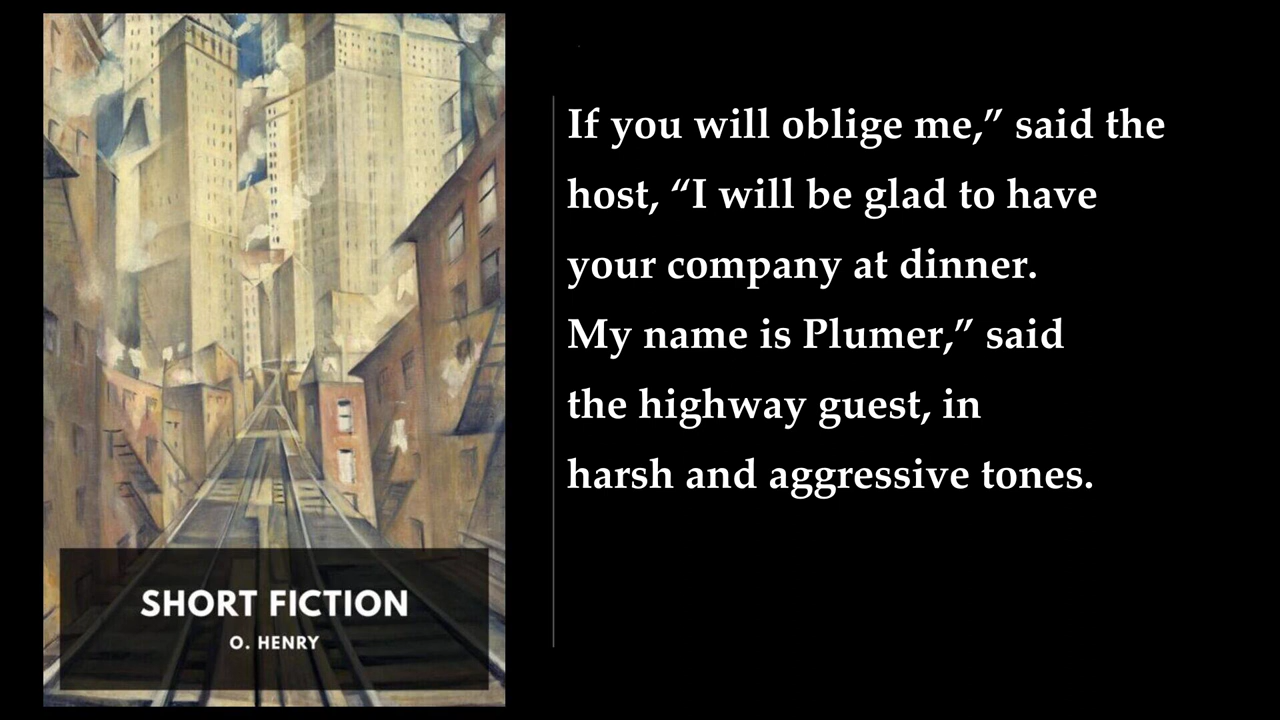 If you will oblige me,” said the
host, “I will be glad to have
your company at dinner.
My name is Plumer,” said
the highway guest, in
harsh and aggressive tones.
SHORT FICTION
O. HENRY